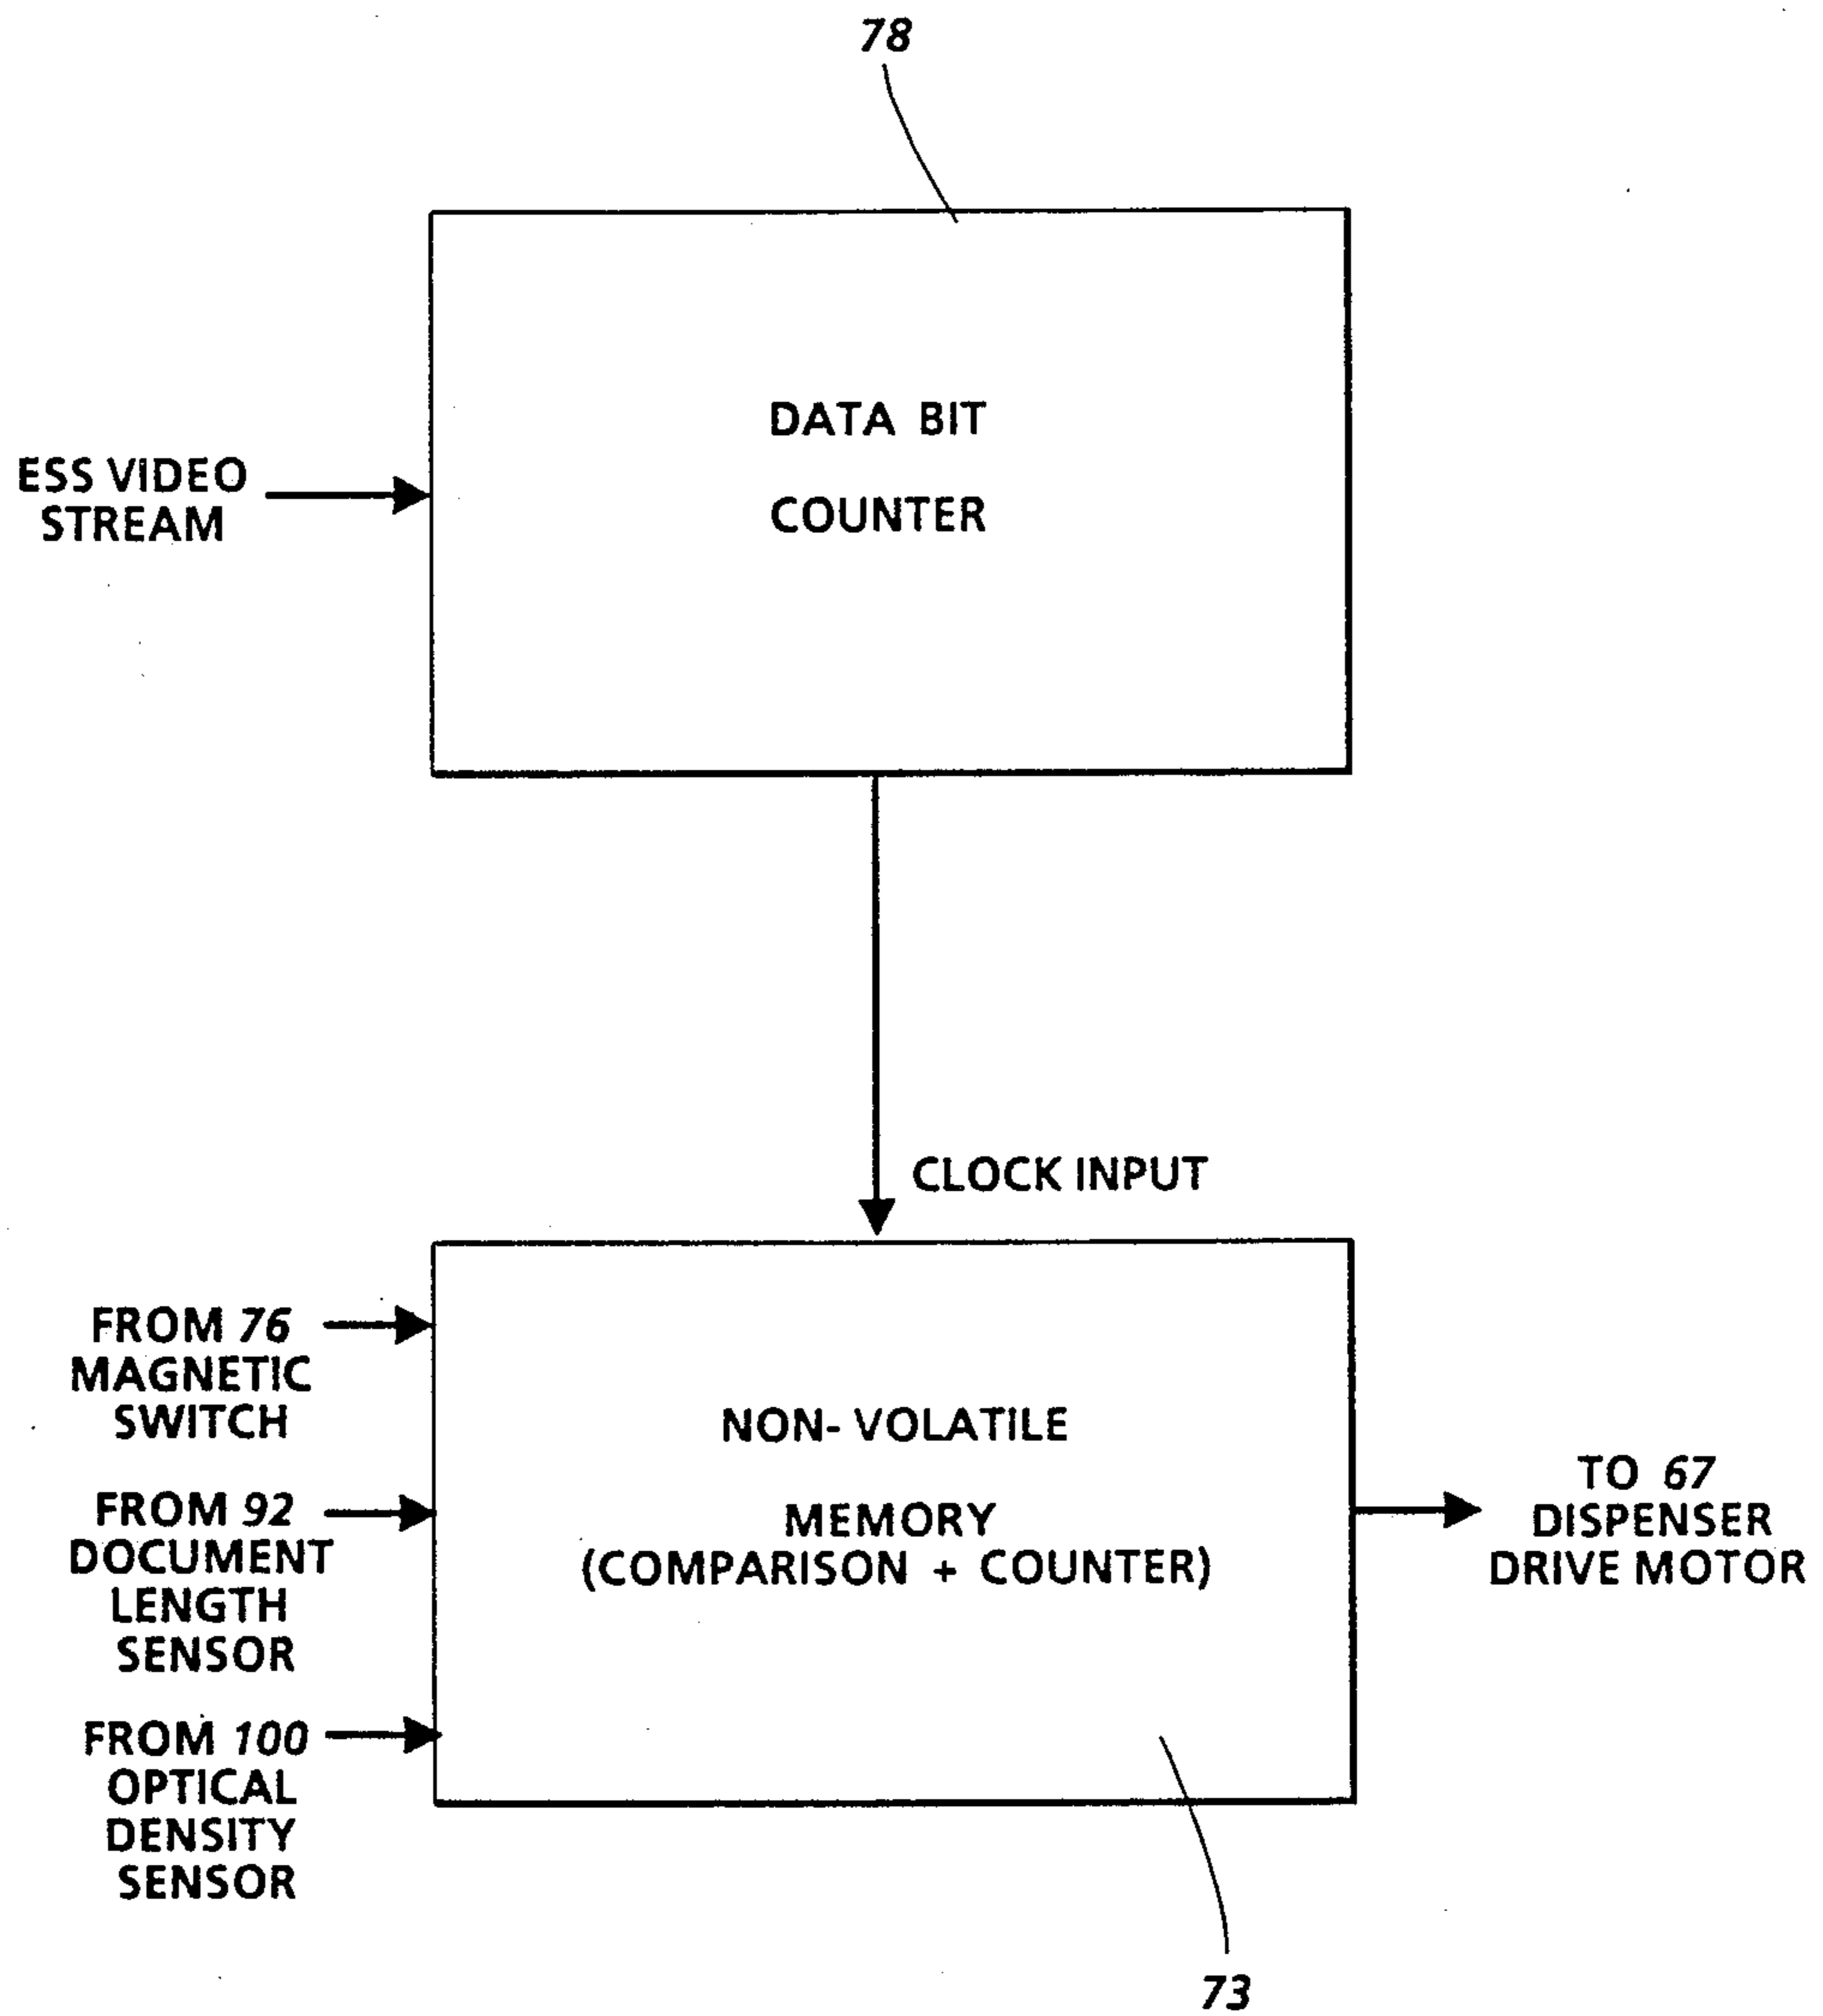 78
DATA BIT
COUNTER
ESS VIDEO
STREAM
CLOCK INPUT
FROM 76
MAGNETIC
SWITCH
FROM 92
DOCUMENT
LENGTH
SENSOR
FROM 100
OPTICAL
DENSITY
SENSOR
NON-VOLATILE
MEMORY
(COMPARISON + COUNTER)
TO 67
DISPENSER
DRIVE MOTOR
73